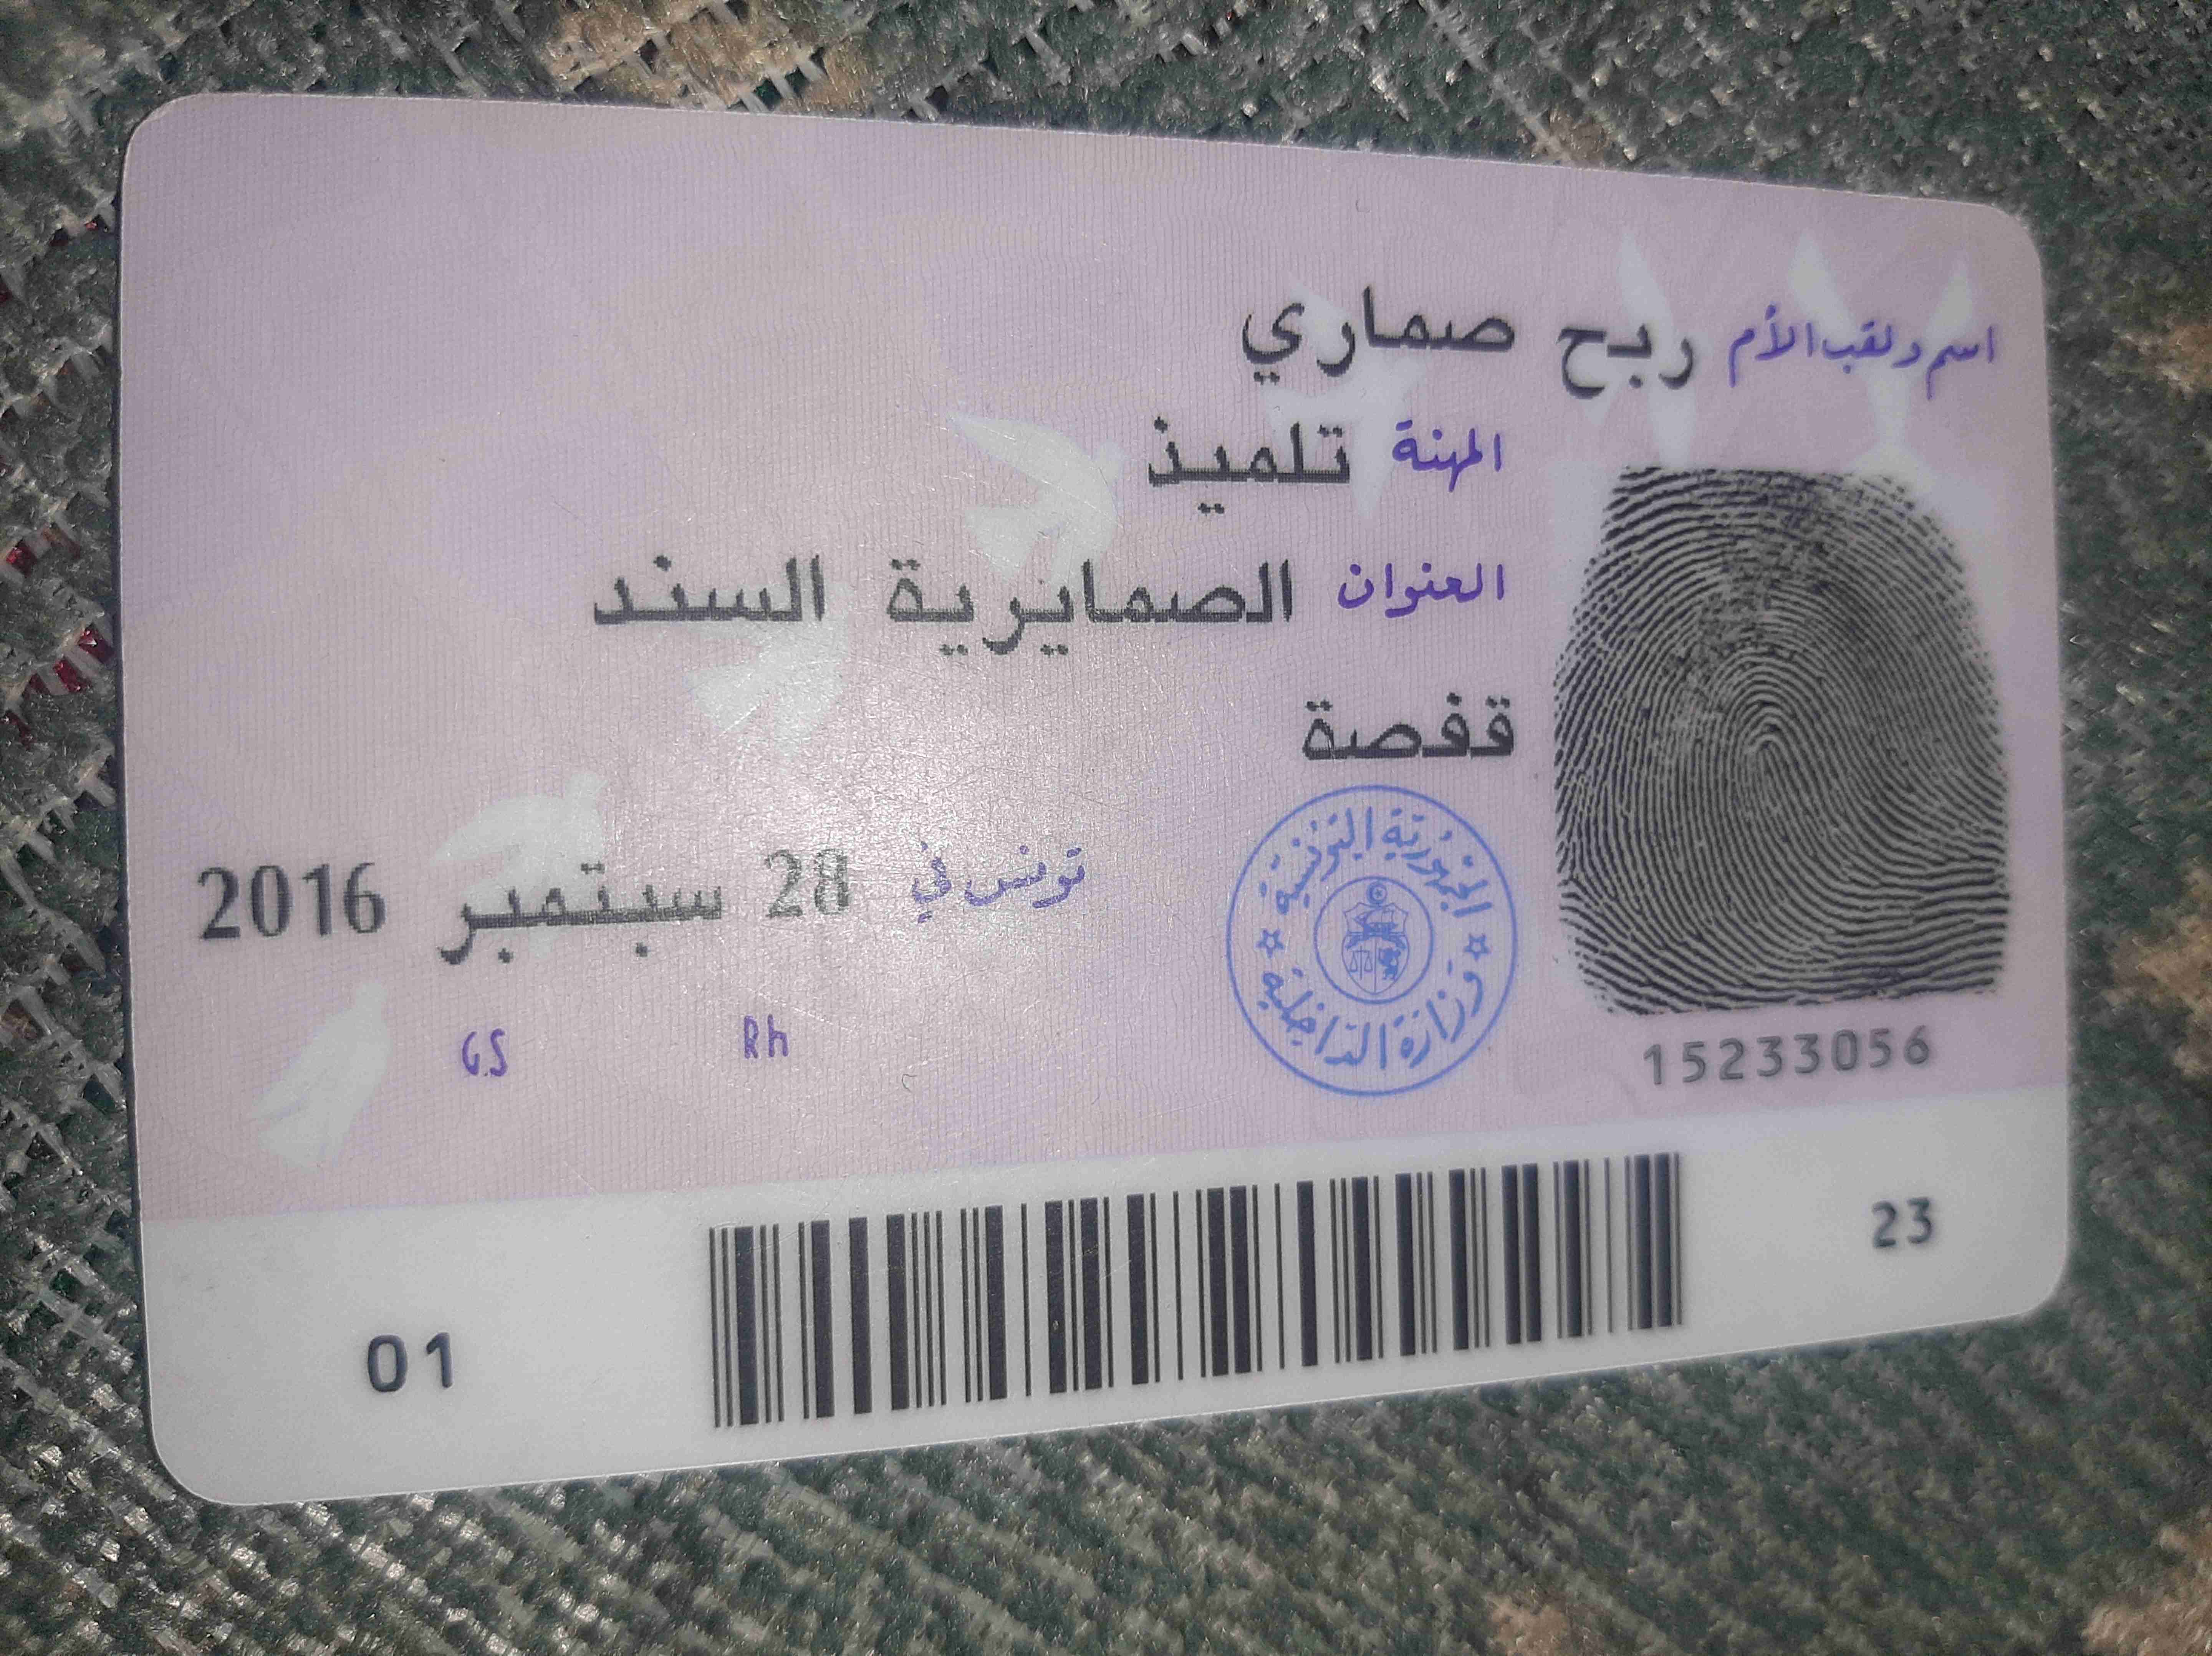 اسم ولقب الأم ربح صماري
المهنة تلميذ
العنوان الصمايرية السند
قفصة
تونس في 28 سبتمبر 2016
الجمهورية التونسية
وزارة الداخلية
G.S Rh
15233056
01 23